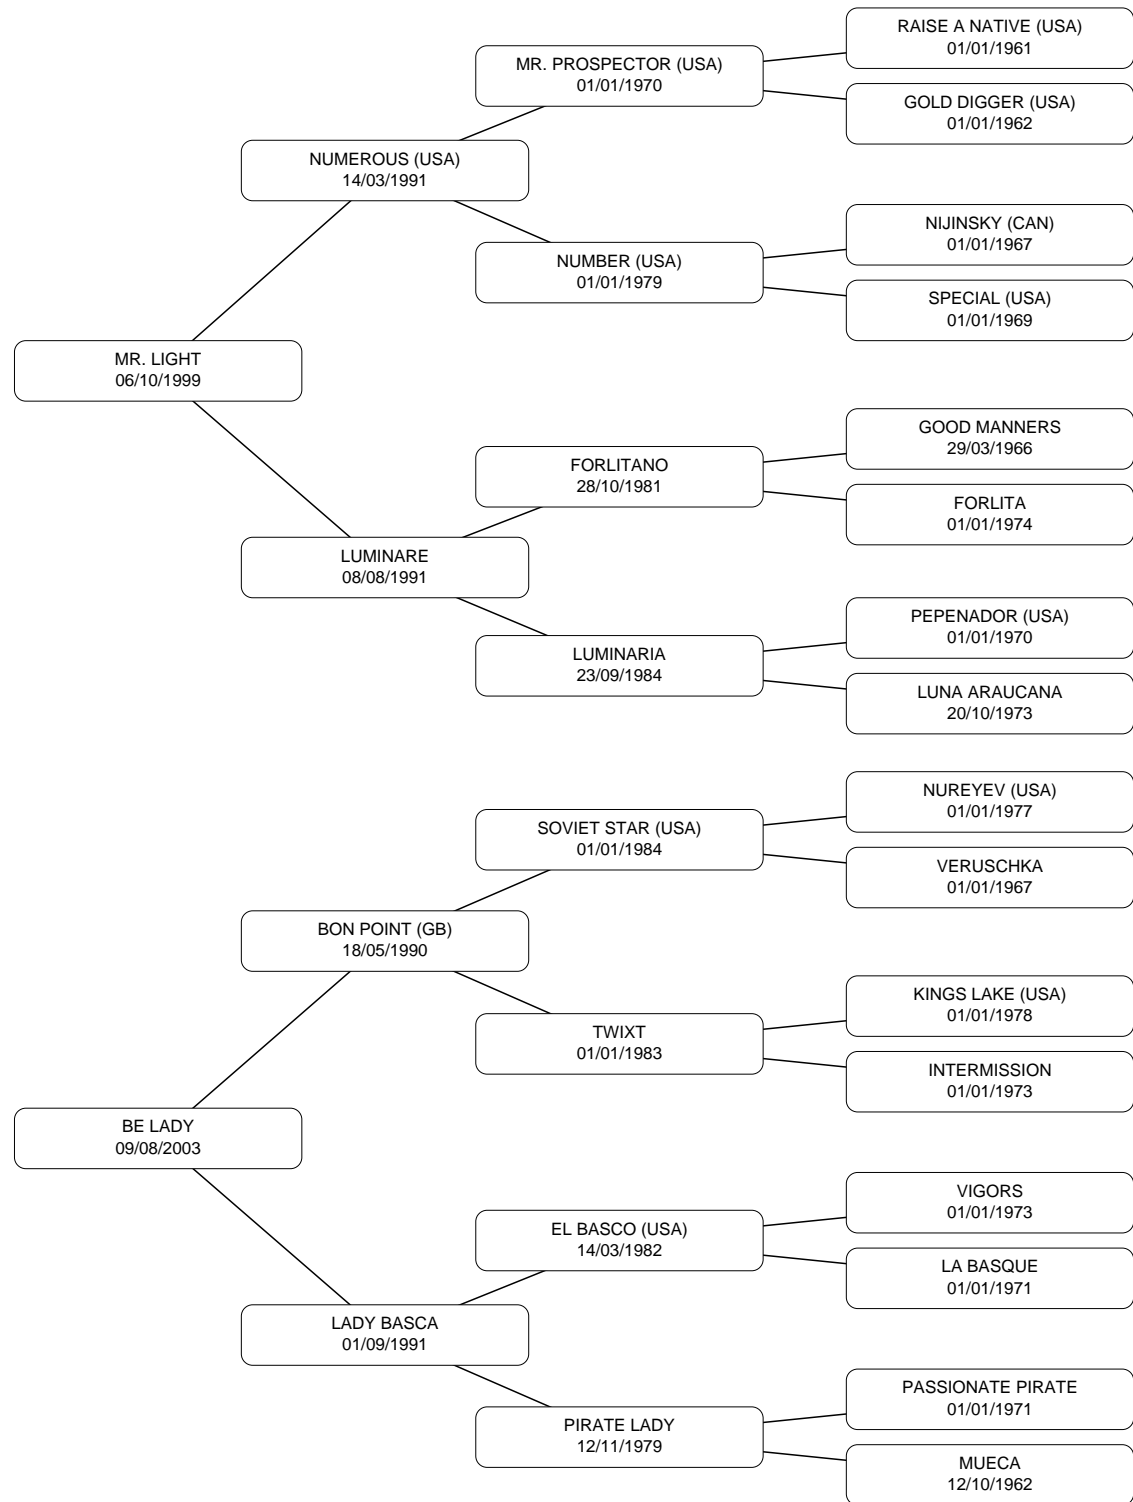 RAISE A NATIVE (USA)
01/01/1961
MR. PROSPECTOR (USA)
01/01/1970
GOLD DIGGER (USA)
01/01/1962
NUMEROUS (USA)
14/03/1991
NIJINSKY (CAN)
01/01/1967
NUMBER (USA)
01/01/1979
SPECIAL (USA)
01/01/1969
MR. LIGHT
06/10/1999
GOOD MANNERS
29/03/1966
FORLITANO
28/10/1981
FORLITA
01/01/1974
LUMINARE
08/08/1991
PEPENADOR (USA)
01/01/1970
LUMINARIA
23/09/1984
LUNA ARAUCANA
20/10/1973
NUREYEV (USA)
01/01/1977
SOVIET STAR (USA)
01/01/1984
VERUSCHKA
01/01/1967
BON POINT (GB)
18/05/1990
KINGS LAKE (USA)
01/01/1978
TWIXT
01/01/1983
INTERMISSION
01/01/1973
BE LADY
09/08/2003
VIGORS
01/01/1973
EL BASCO (USA)
14/03/1982
LA BASQUE
01/01/1971
LADY BASCA
01/09/1991
PASSIONATE PIRATE
01/01/1971
PIRATE LADY
12/11/1979
MUECA
12/10/1962